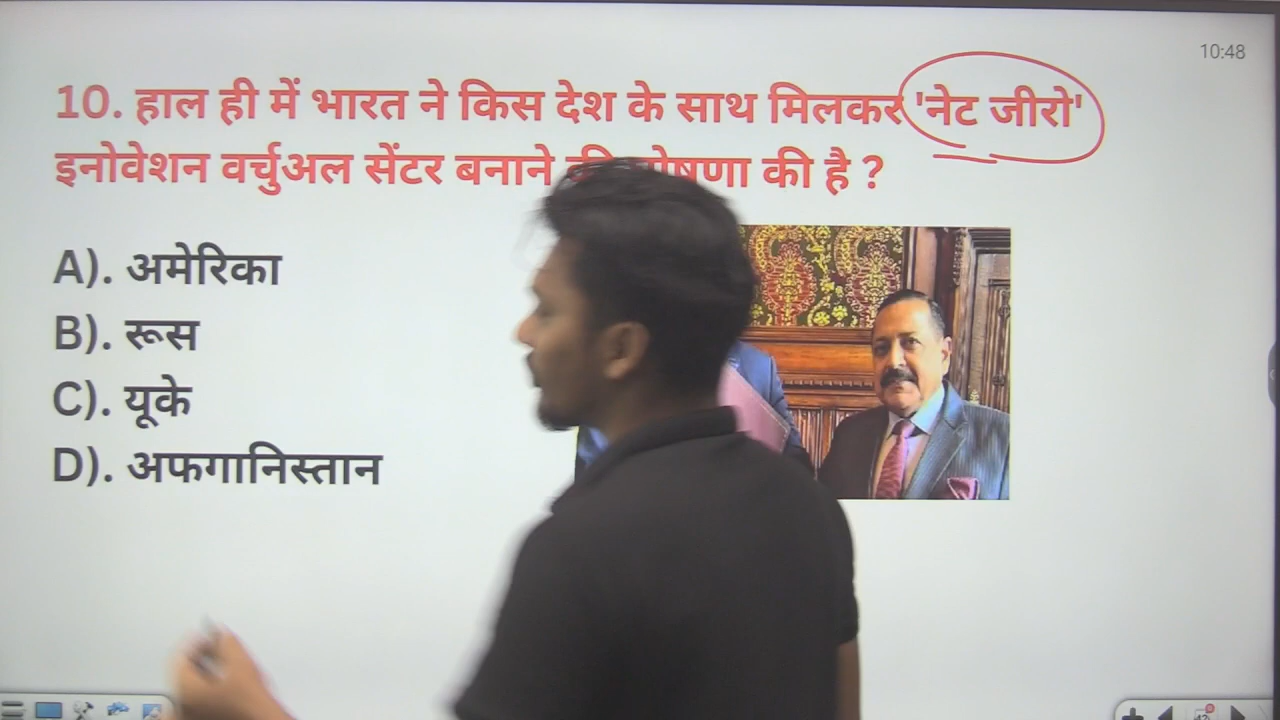 10:48
10. हाल ही में भारत ने किस देश के साथ मिलकर 'नेट जीरो'
इनोवेशन वर्चुअल सेंटर बनाने की है ?
A). अमेरिका
B). रूस
C). यूके
D). अफगानिस्तान